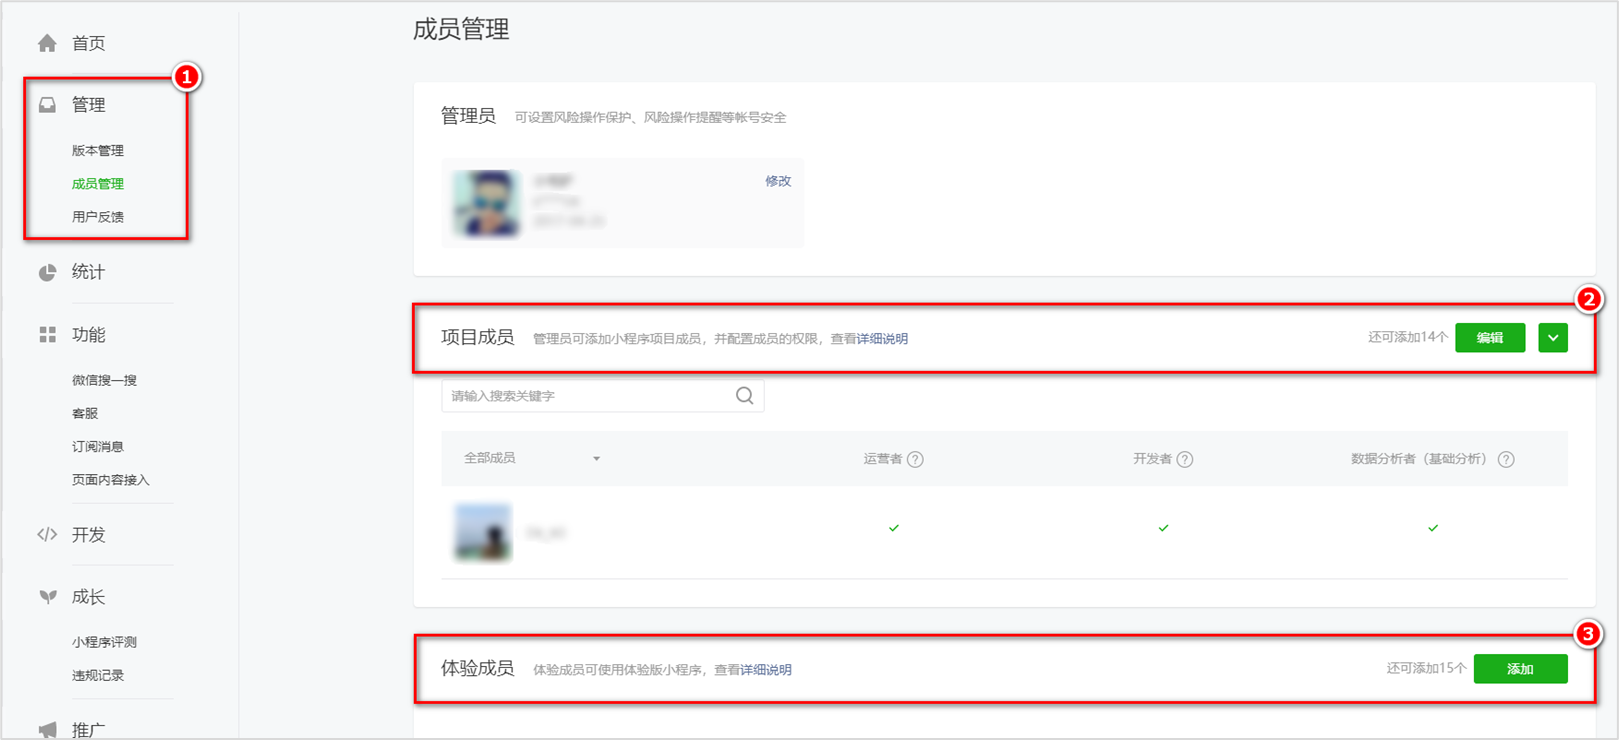 首页
管理
版本管理
成员管理
用户反馈
统计
功能
微信搜一搜
客服
订阅消息
页面内容接入
开发
成长
小程序评测
违规记录
推广
成员管理
管理员 可设置风险操作保护、风险操作提醒等帐号安全
修改
项目成员 管理员可添加小程序项目成员，并配置成员的权限，查看详细说明 还可添加14个 编辑
请输入搜索关键字
全部成员 运营者 ? 开发者 ? 数据分析者（基础分析） ?
体验成员 体验成员可使用体验版小程序，查看详细说明 还可添加15个 添加
1
2
3